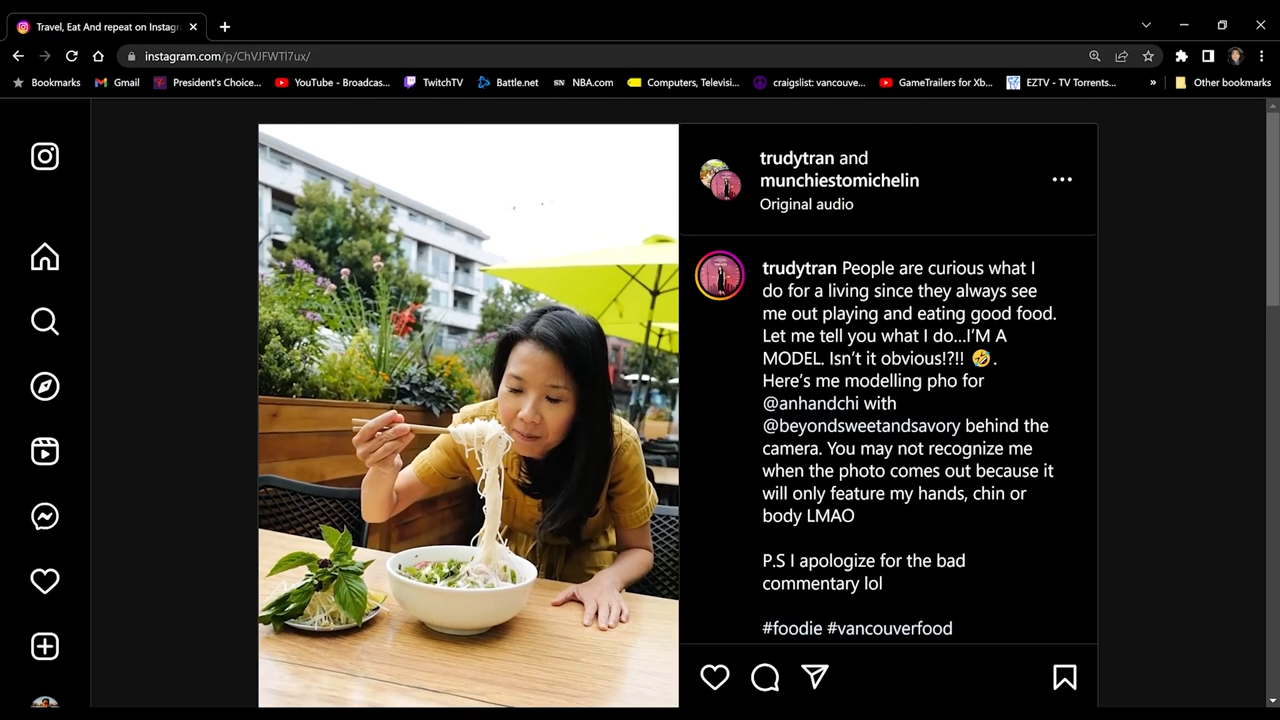 Travel, Eat And repeat on Instagr
instagram.com/p/ChVJFWTl7ux/
Bookmarks
Gmail
President's Choice...
YouTube - Broadcas...
TwitchTV
Battle.net
SN NBA.com
Computers, Televisi...
craigslist: vancouve...
GameTrailers for Xb...
EZTV - TV Torrents...
»
Other bookmarks
trudytran and
munchiestomichelin
Original audio
trudytran People are curious what I
do for a living since they always see
me out playing and eating good food.
Let me tell you what I do...I'M A
MODEL. Isn't it obvious!?!! 🤣.
Here's me modelling pho for
@anhandchi with
@beyondsweetandsavory behind the
camera. You may not recognize me
when the photo comes out because it
will only feature my hands, chin or
body LMAO
P.S I apologize for the bad
commentary lol
#foodie #vancouverfood